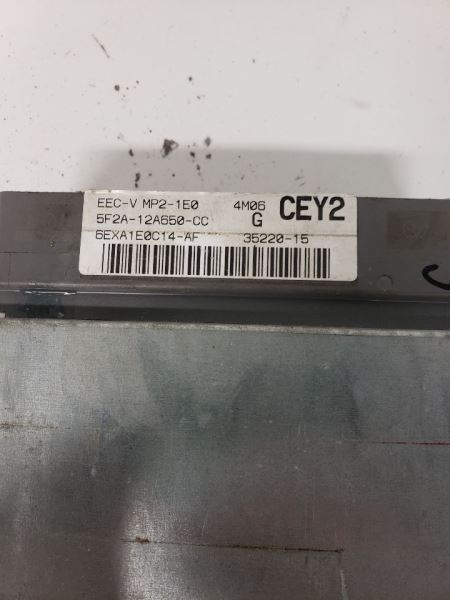 EEC-V MP2-1E0 4M06 CEY2
5F2A-12A650-CC G
6EXA1E0C14-AF 35220-15